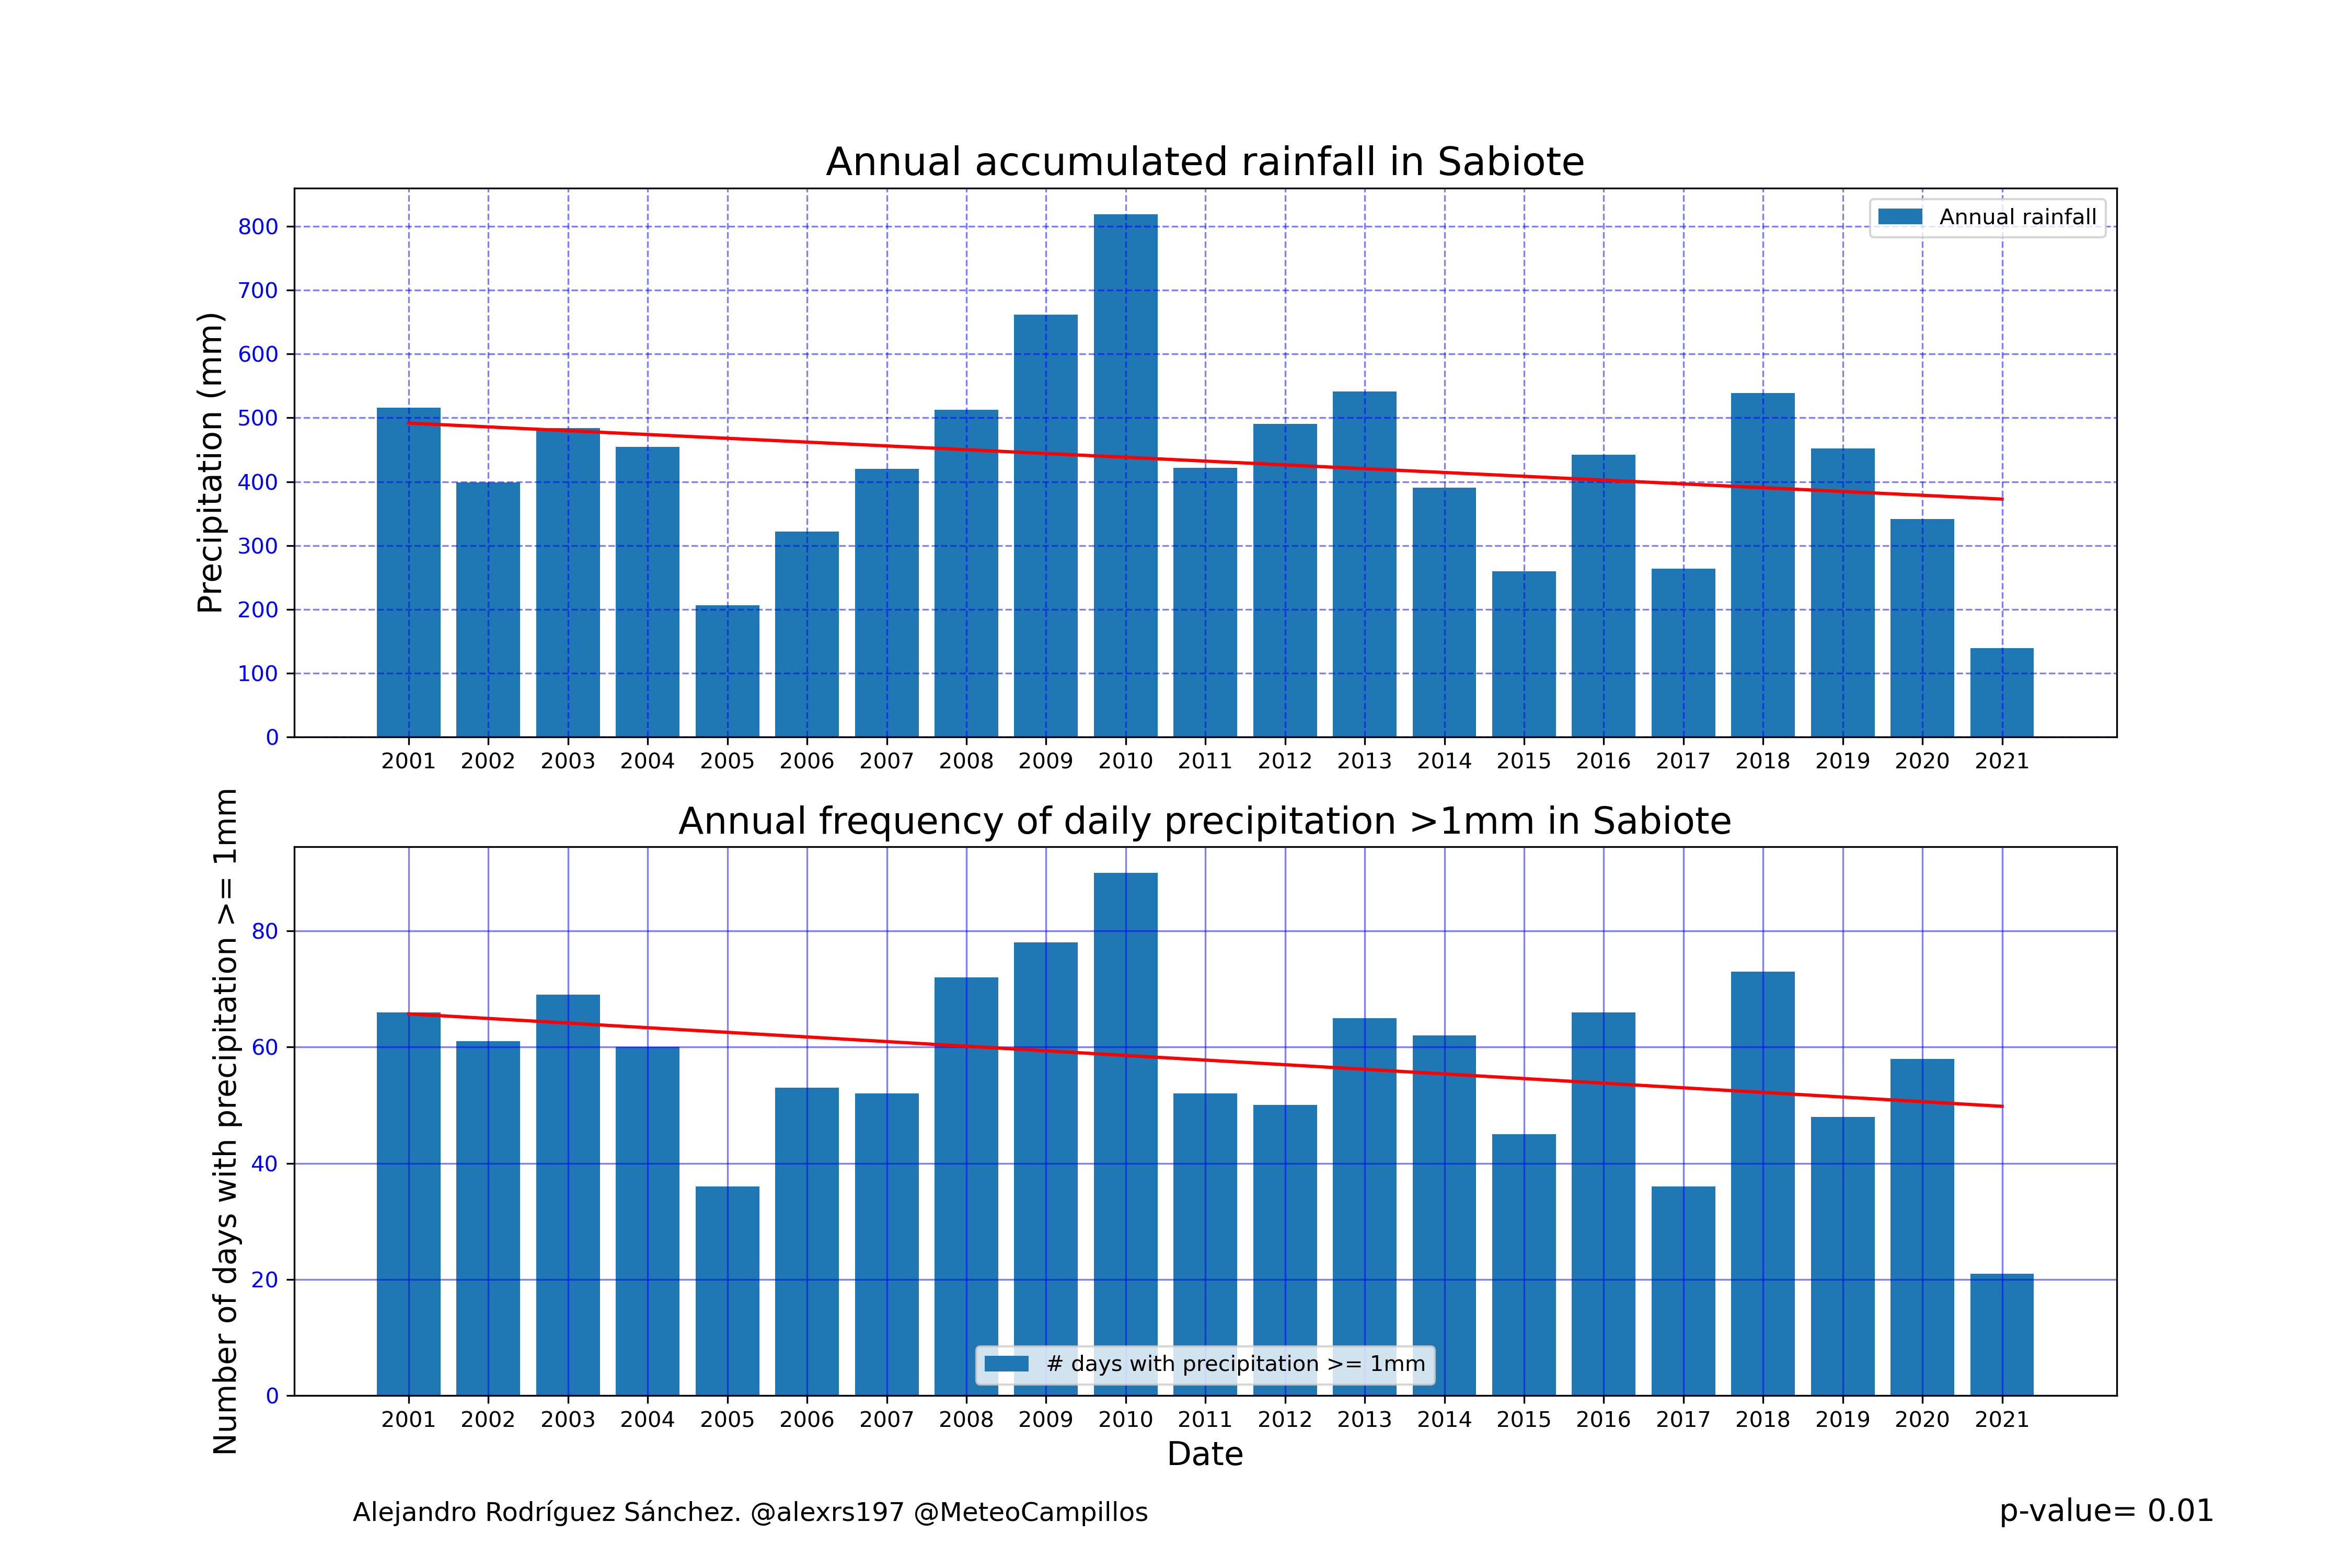 Annual accumulated rainfall in Sabiote
Precipitation (mm)
800
700
600
500
400
300
200
100
0
Annual rainfall
2001 2002 2003 2004 2005 2006 2007 2008 2009 2010 2011 2012 2013 2014 2015 2016 2017 2018 2019 2020 2021
Annual frequency of daily precipitation >1mm in Sabiote
Number of days with precipitation >= 1mm
80
60
40
20
0
# days with precipitation >= 1mm
2001 2002 2003 2004 2005 2006 2007 2008 2009 2010 2011 2012 2013 2014 2015 2016 2017 2018 2019 2020 2021
Date
Alejandro Rodríguez Sánchez. @alexrs197 @MeteoCampillos
p-value= 0.01